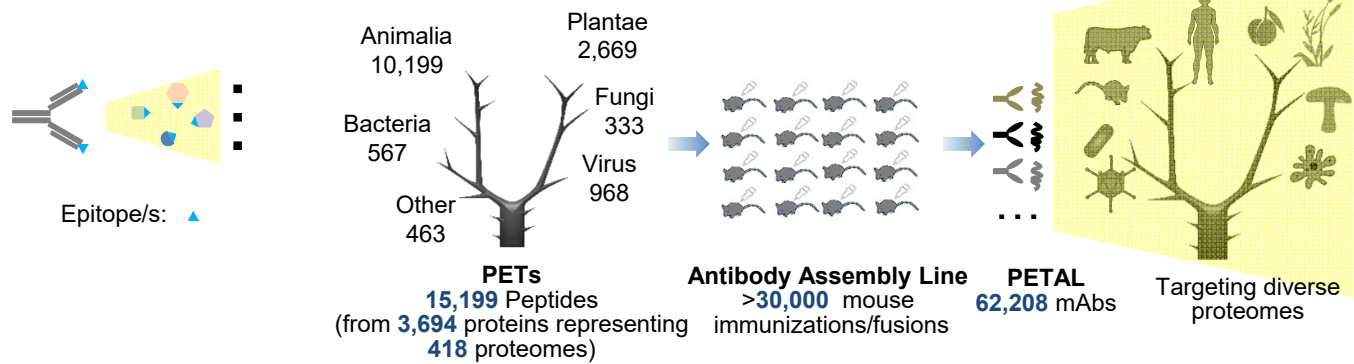 Epitope/s:
Animalia
10,199
Plantae
2,669
Bacteria
567
Fungi
333
Other
463
Virus
968
PETs
15,199 Peptides
(from 3,694 proteins representing
418 proteomes)
Antibody Assembly Line
>30,000 mouse
immunizations/fusions
PETAL
62,208 mAbs
Targeting diverse
proteomes